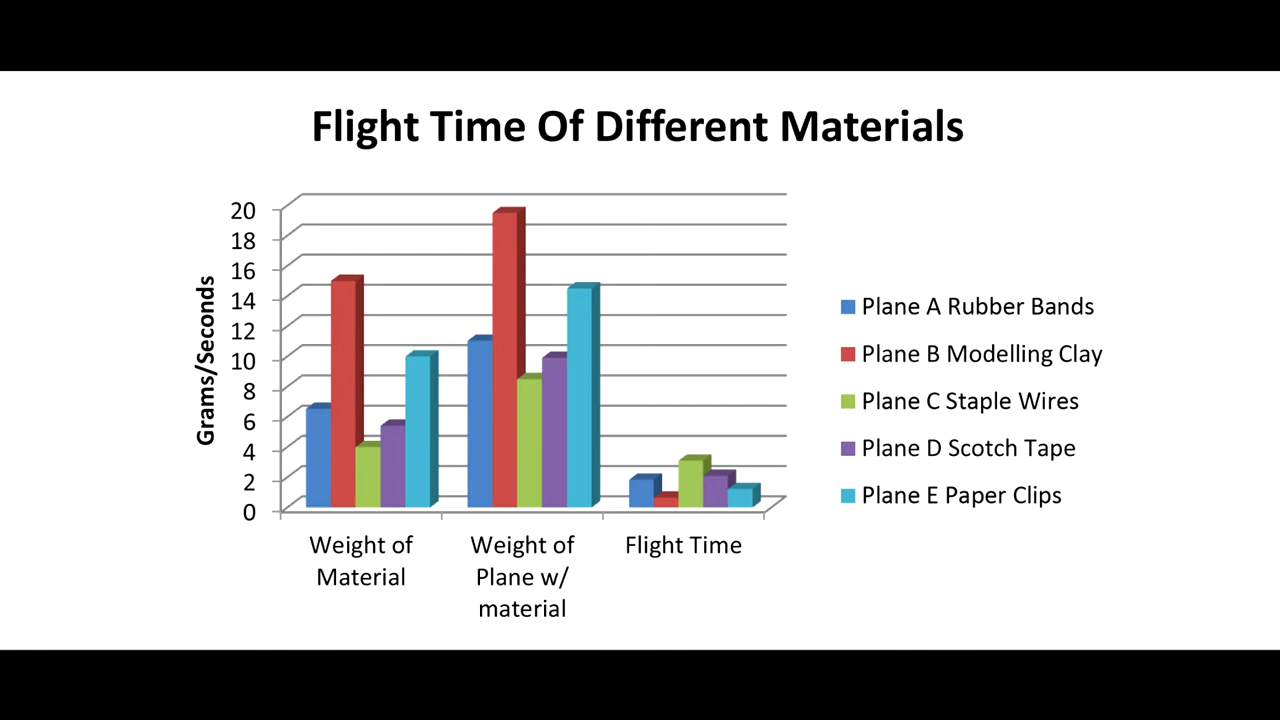 Flight Time Of Different Materials
20
18
16
14
12
10
8
6
4
2
0
Grams/Seconds
Weight of
Material
Weight of
Plane w/
material
Flight Time
Plane A Rubber Bands
Plane B Modelling Clay
Plane C Staple Wires
Plane D Scotch Tape
Plane E Paper Clips